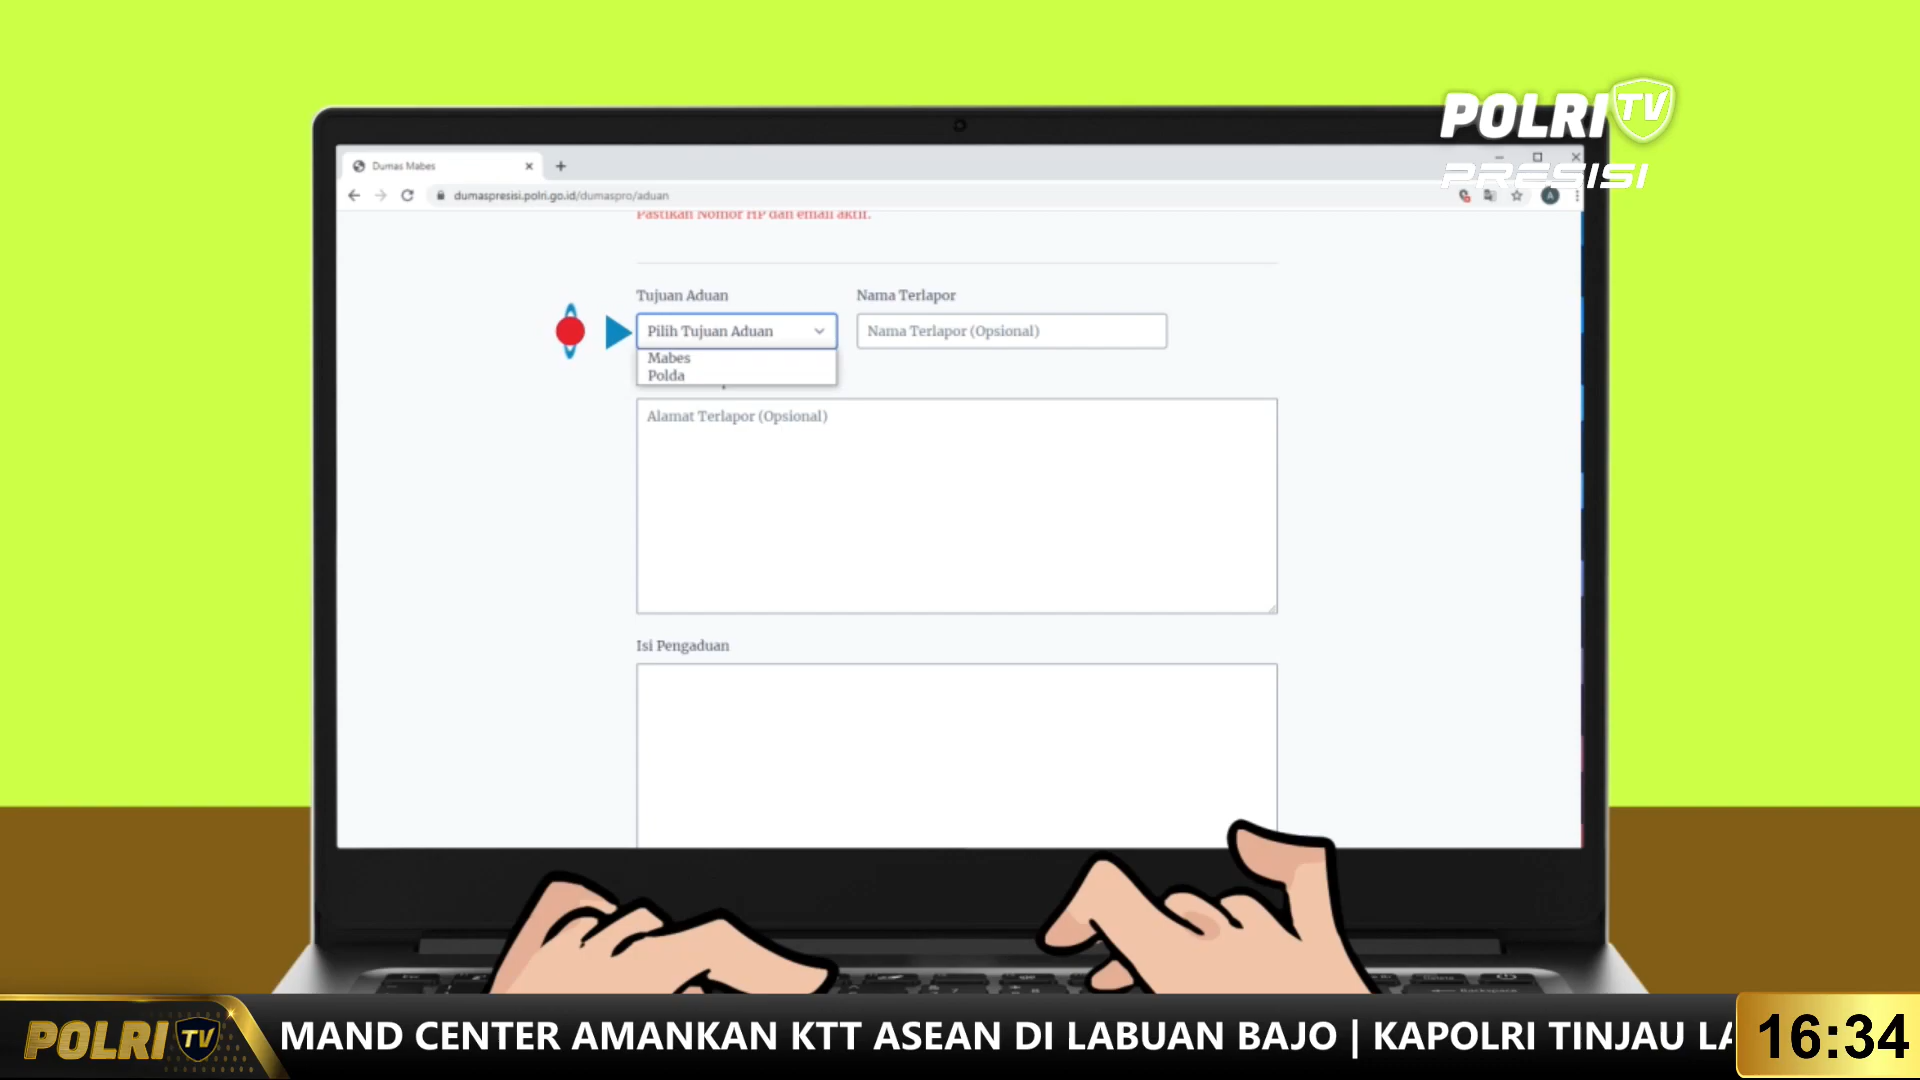 POLRI TV
PRESISI
Dumas Mabes
dumaspresisi.polri.go.id/dumaspro/aduan
Pastikan Nomor HP dan email aktif.
Tujuan Aduan
Nama Terlapor
Pilih Tujuan Aduan
Nama Terlapor (Opsional)
Mabes
Polda
Alamat Terlapor (Opsional)
Isi Pengaduan
POLRI TV
MAND CENTER AMANKAN KTT ASEAN DI LABUAN BAJO | KAPOLRI TINJAU LA
16:34